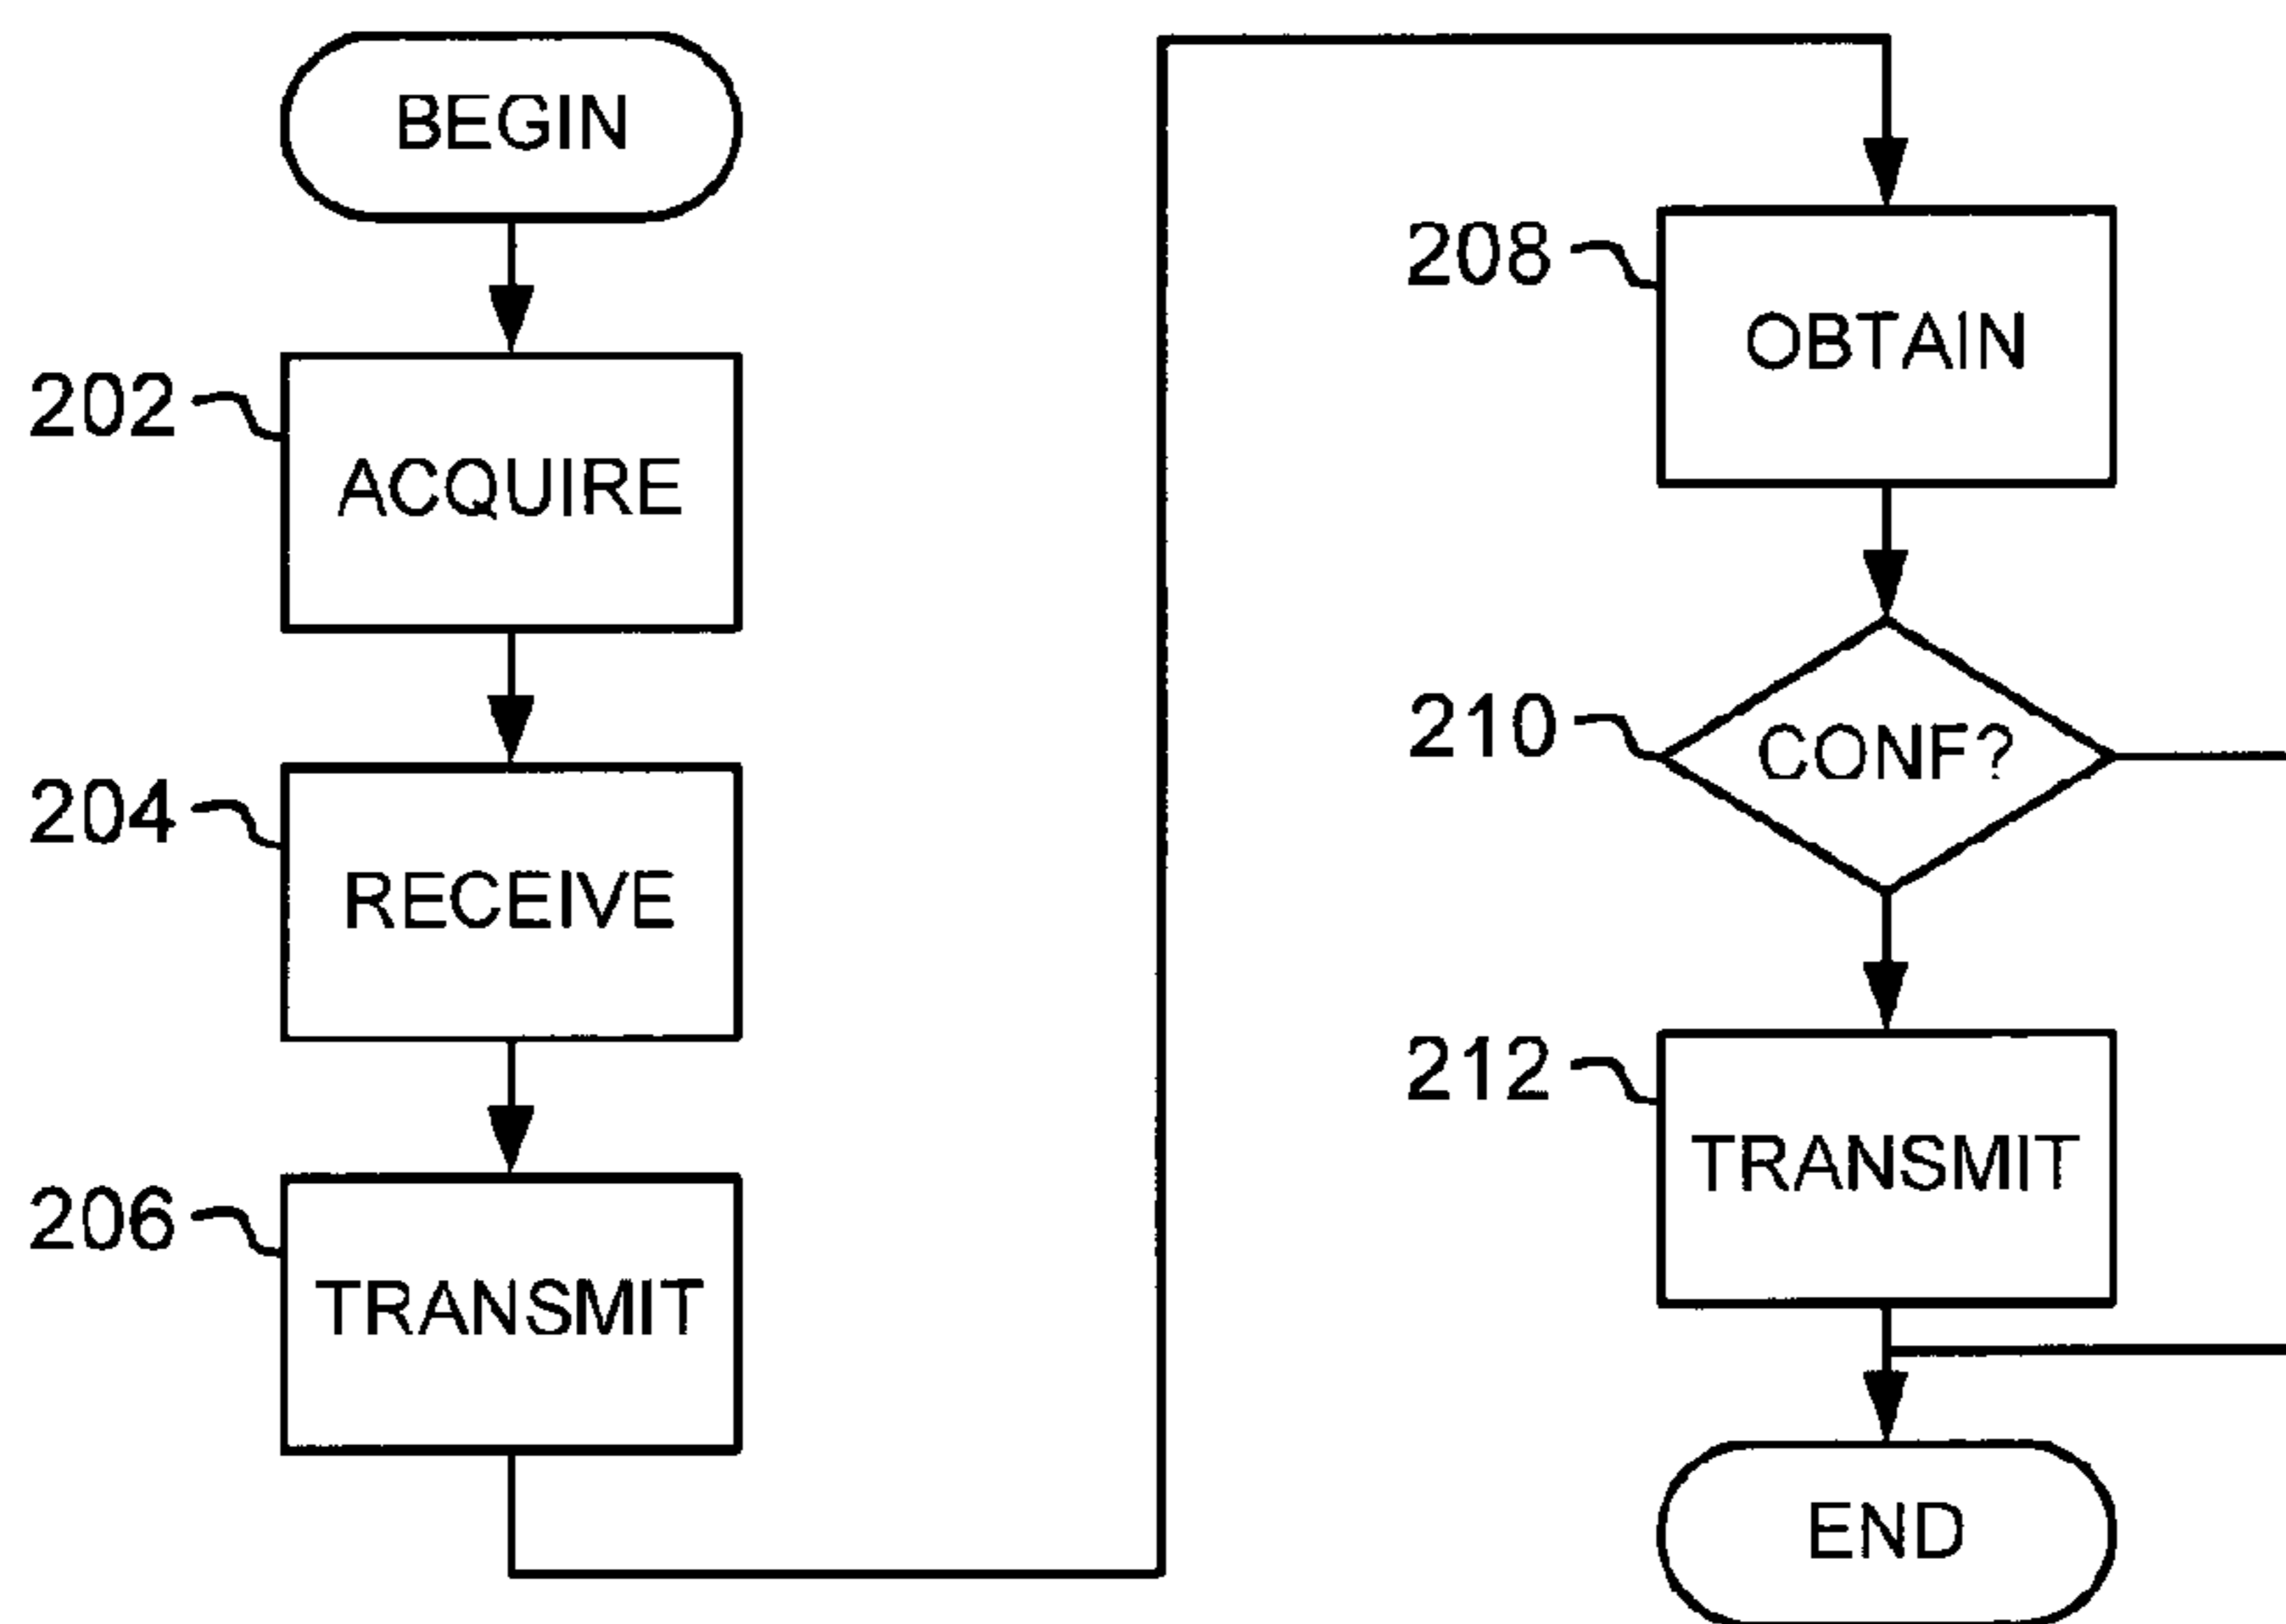 BEGIN
202
ACQUIRE
204
RECEIVE
206
TRANSMIT
208
OBTAIN
210
CONF?
212
TRANSMIT
END